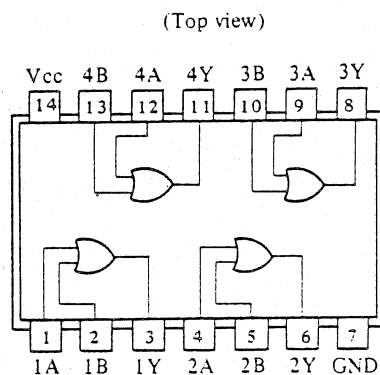 (Top view)
Vcc 4B 4A 4Y 3B 3A 3Y
14 13 12 11 10 9 8
1 2 3 4 5 6 7
1A 1B 1Y 2A 2B 2Y GND